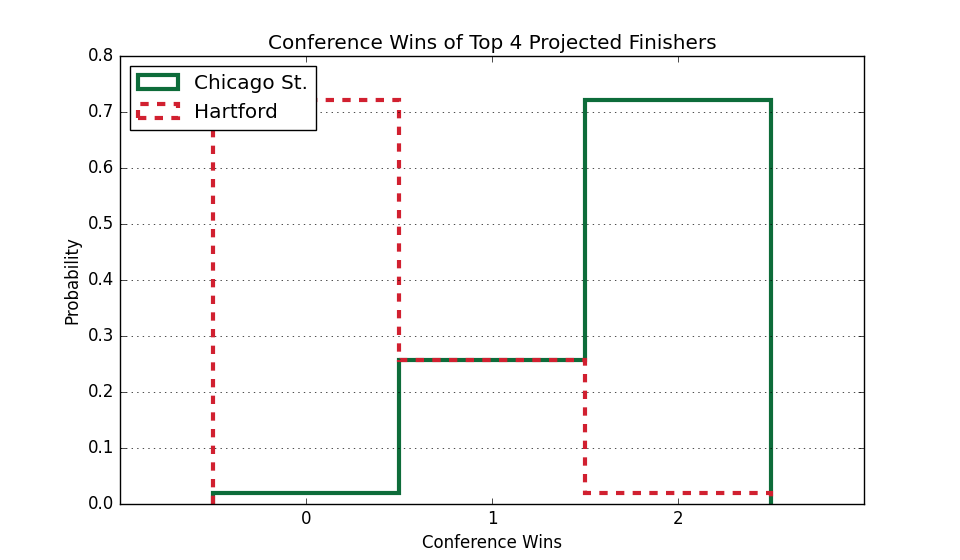 Conference Wins of Top 4 Projected Finishers
0.8
0.7
0.6
0.5
0.4
0.3
0.2
0.1
0.0
Probability
Chicago St.
Hartford
0 1 2
Conference Wins